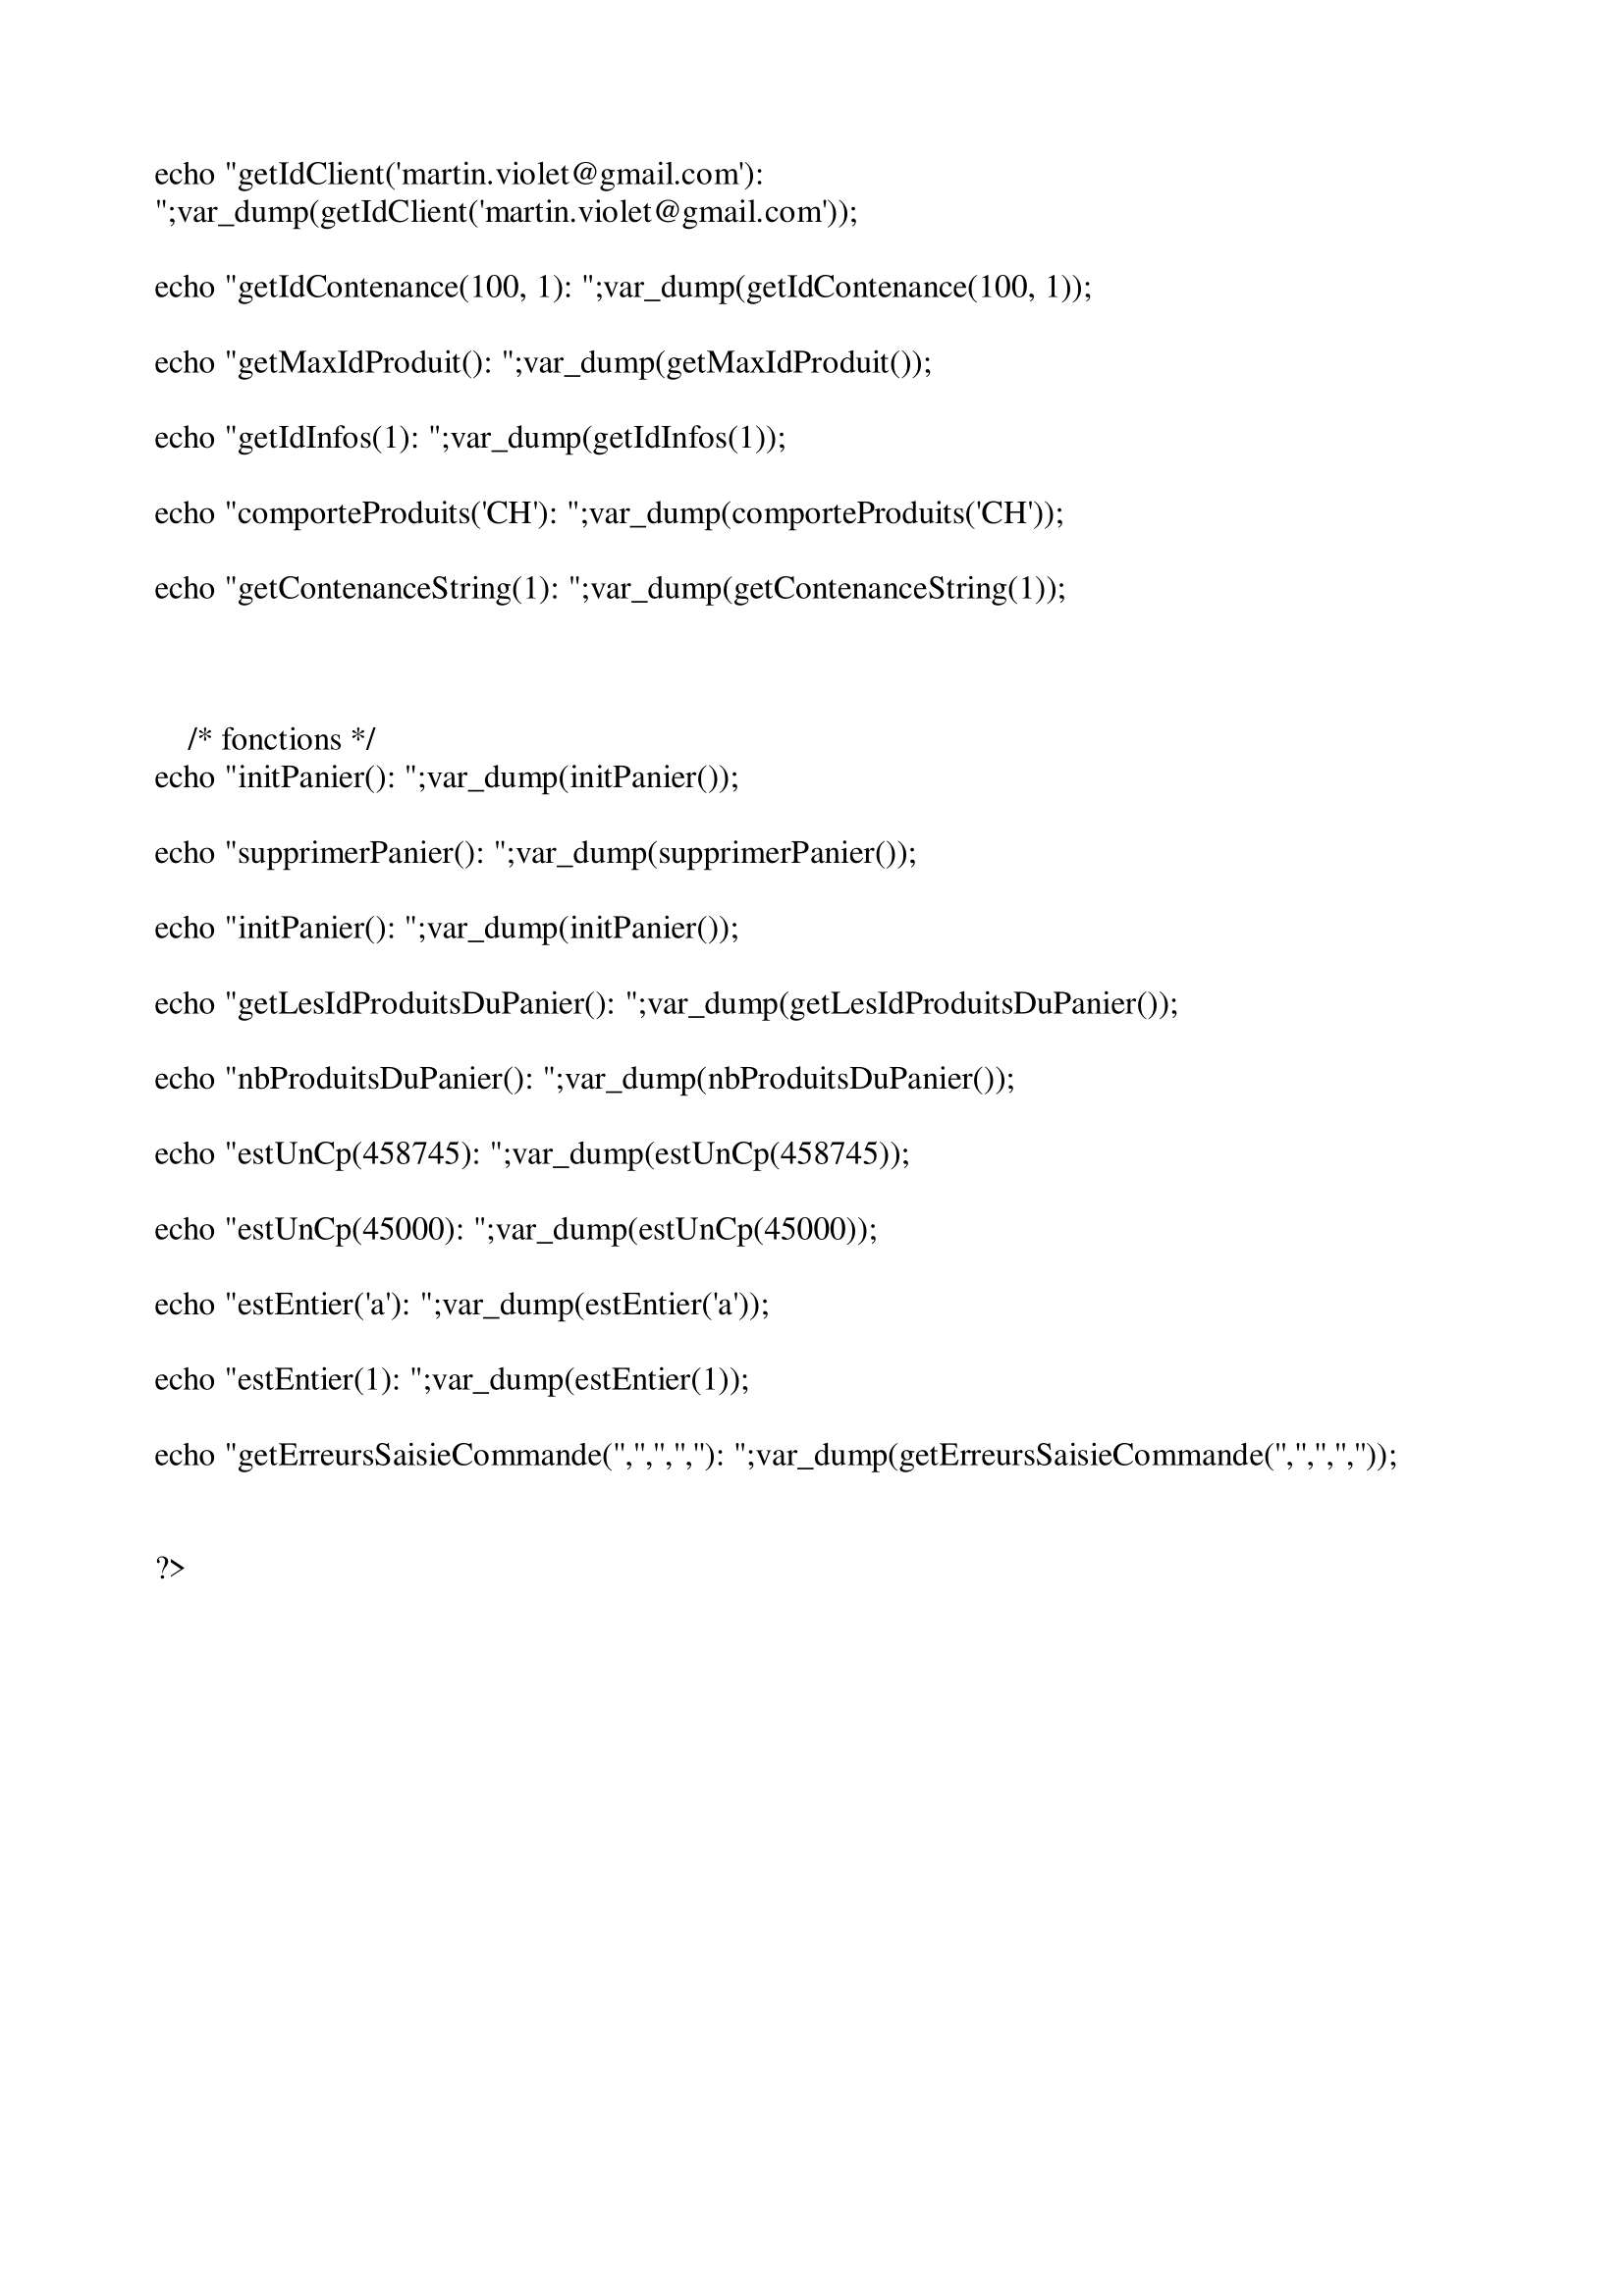 echo "getIdClient('martin.violet@gmail.com'):
";var_dump(getIdClient('martin.violet@gmail.com'));
echo "getIdContenance(100, 1): ";var_dump(getIdContenance(100, 1));
echo "getMaxIdProduit(): ";var_dump(getMaxIdProduit());
echo "getIdInfos(1): ";var_dump(getIdInfos(1));
echo "comporteProduits('CH'): ";var_dump(comporteProduits('CH'));
echo "getContenanceString(1): ";var_dump(getContenanceString(1));
/* fonctions */
echo "initPanier(): ";var_dump(initPanier());
echo "supprimerPanier(): ";var_dump(supprimerPanier());
echo "initPanier(): ";var_dump(initPanier());
echo "getLesIdProduitsDuPanier(): ";var_dump(getLesIdProduitsDuPanier());
echo "nbProduitsDuPanier(): ";var_dump(nbProduitsDuPanier());
echo "estUnCp(458745): ";var_dump(estUnCp(458745));
echo "estUnCp(45000): ";var_dump(estUnCp(45000));
echo "estEntier('a'): ";var_dump(estEntier('a'));
echo "estEntier(1): ";var_dump(estEntier(1));
echo "getErreursSaisieCommande('','','','',''): ";var_dump(getErreursSaisieCommande('','','','',''));
?>